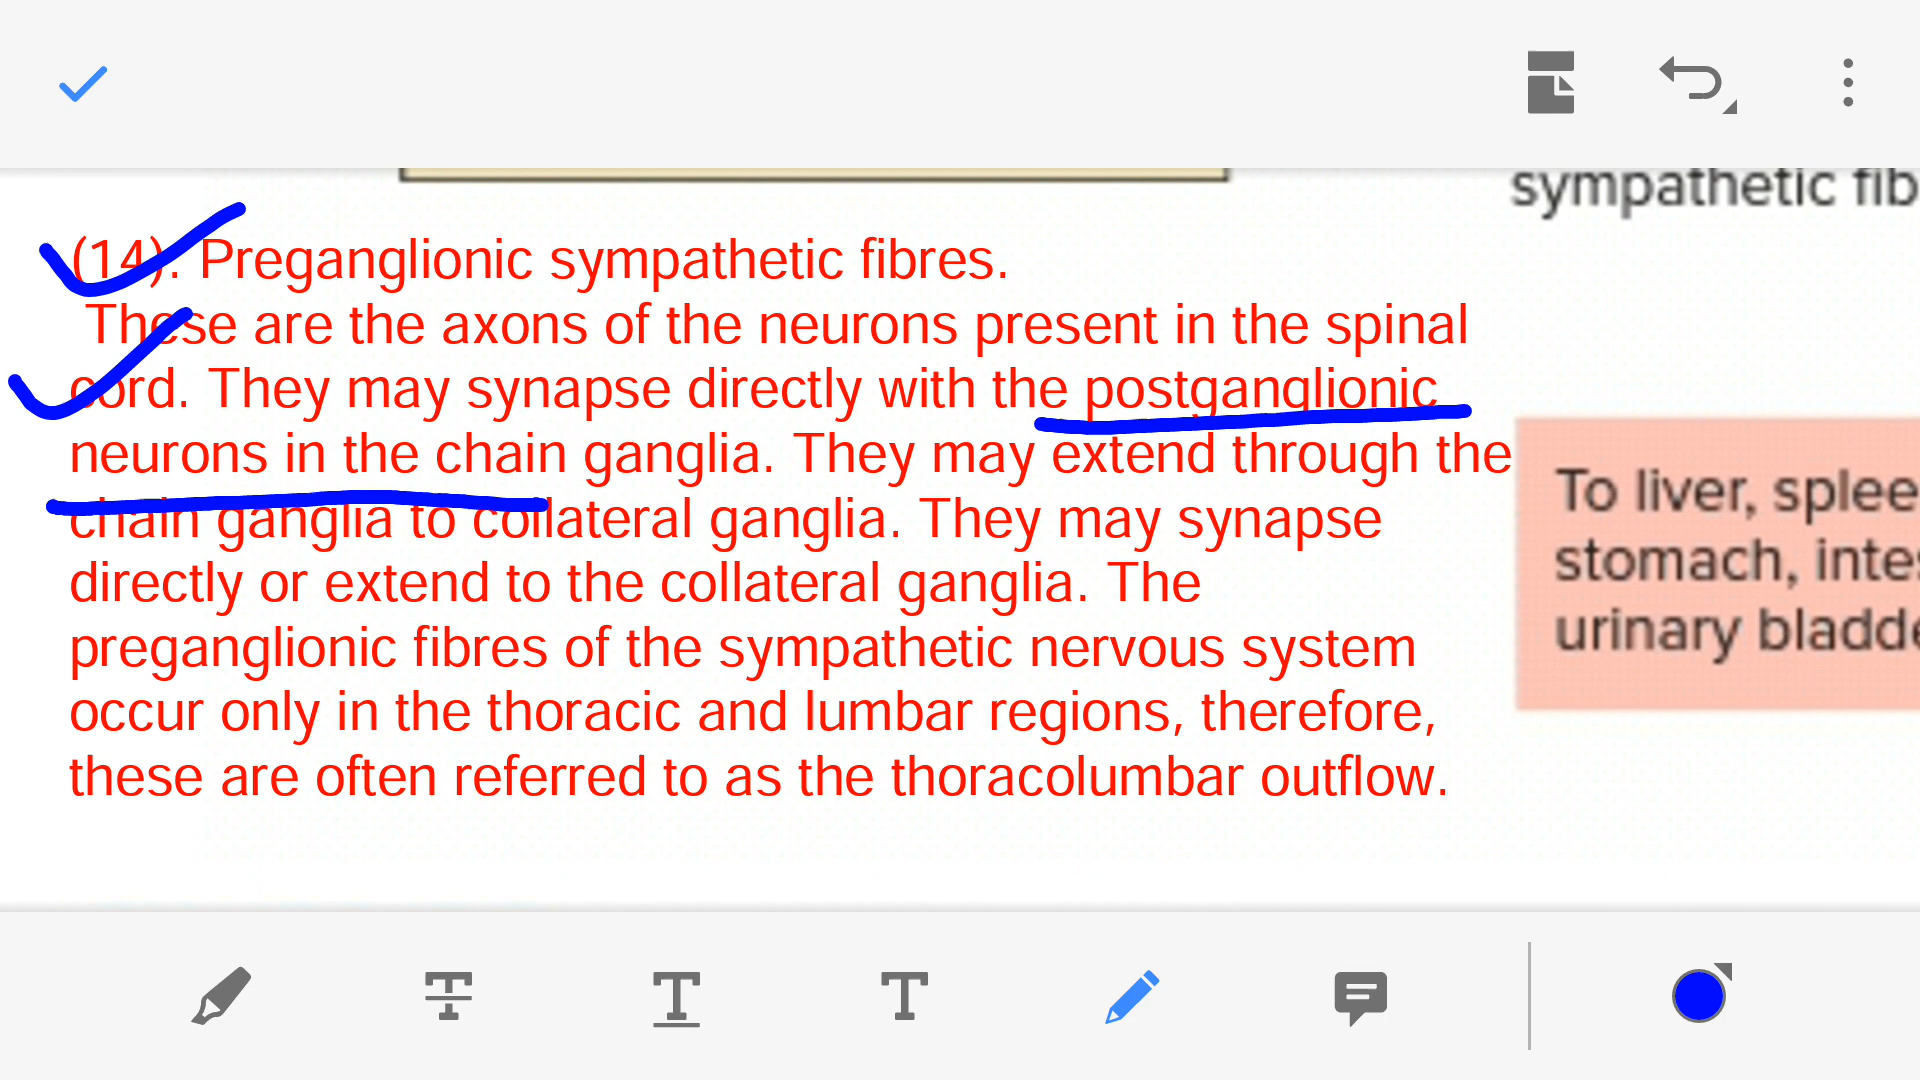 sympathetic fib
(14). Preganglionic sympathetic fibres.
These are the axons of the neurons present in the spinal
cord. They may synapse directly with the postganglionic
neurons in the chain ganglia. They may extend through the
chain ganglia to collateral ganglia. They may synapse
directly or extend to the collateral ganglia. The
preganglionic fibres of the sympathetic nervous system
occur only in the thoracic and lumbar regions, therefore,
these are often referred to as the thoracolumbar outflow.
To liver, splee
stomach, intes
urinary bladde